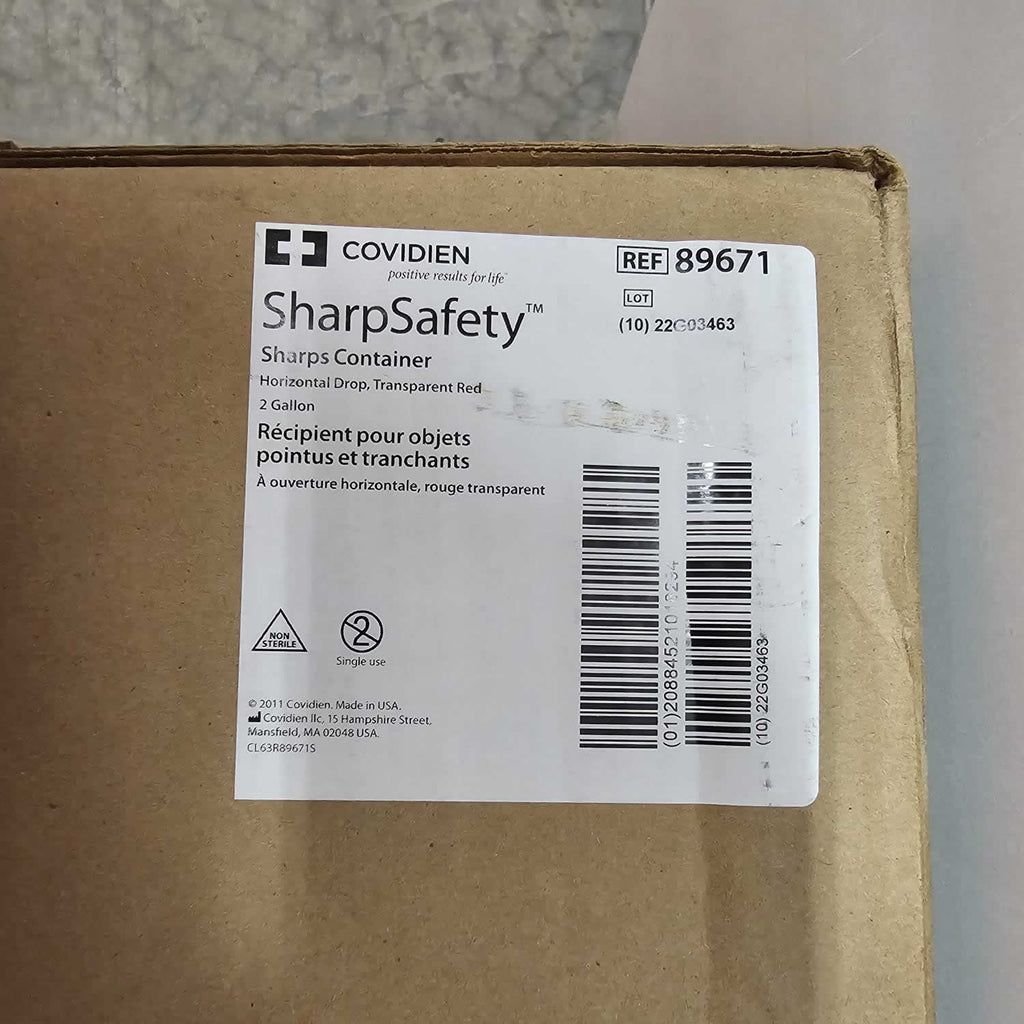 COVIDIEN
positive results for life™
REF 89671
SharpSafety™
LOT
(10) 22G03463
Sharps Container
Horizontal Drop, Transparent Red
2 Gallon
Récipient pour objets
pointus et tranchants
À ouverture horizontale, rouge transparent
NON
STERILE
2
Single use
© 2011 Covidien. Made in USA.
Covidien llc, 15 Hampshire Street,
Mansfield, MA 02048 USA.
CL63R89671S
(10) 22G03463